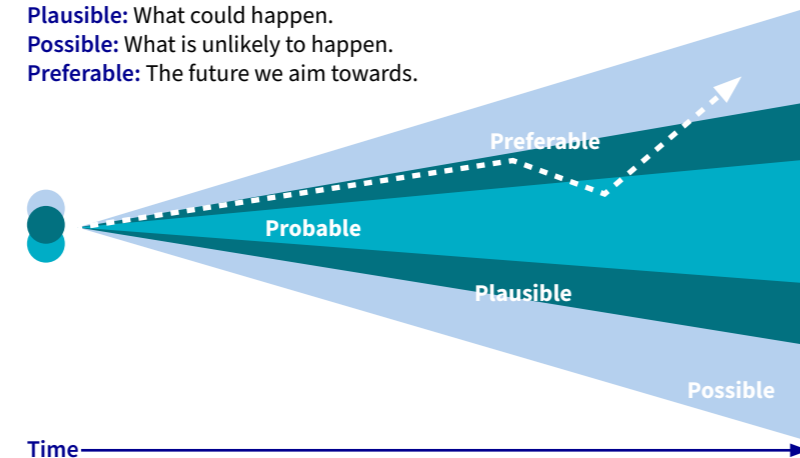 Plausible: What could happen.
Possible: What is unlikely to happen.
Preferable: The future we aim towards.
Preferable
Probable
Plausible
Possible
Time